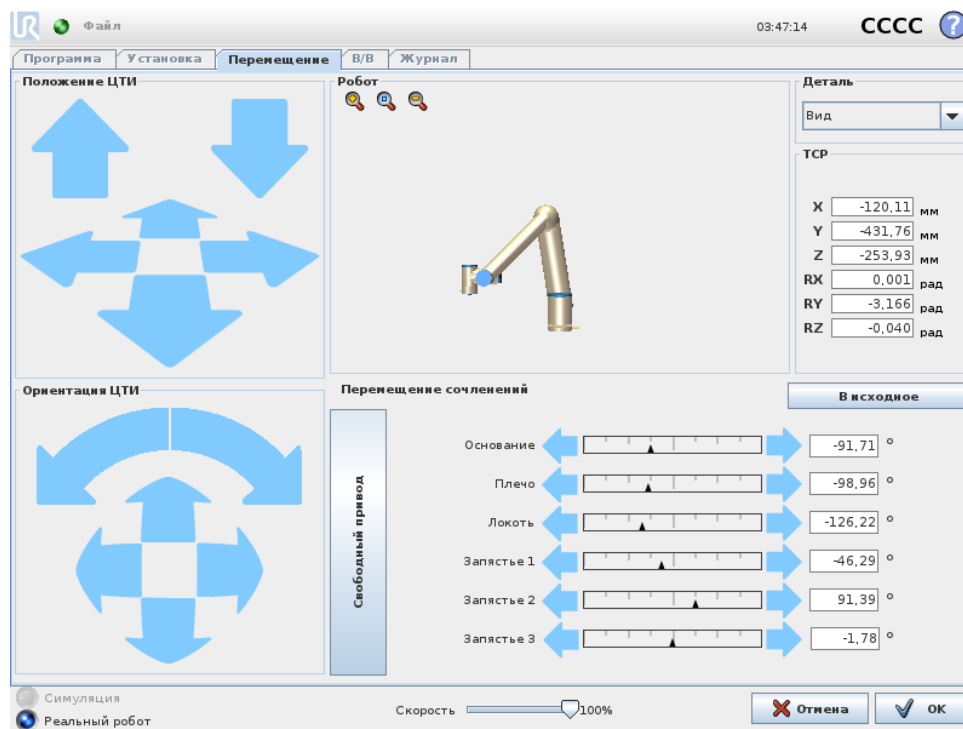 UR Файл 03:47:14 CCCC ?
Программа Установка Перемещение В/В Журнал
Положение ЦТИ
Робот
Деталь
Вид
TCP
X -120,11 мм
Y -431,76 мм
Z -253,93 мм
RX 0,001 рад
RY -3,166 рад
RZ -0,040 рад
Ориентация ЦТИ
Перемещение сочленений
В исходное
Свободный привод
Основание -91,71 °
Плечо -98,96 °
Локоть -126,22 °
Запястье 1 -46,29 °
Запястье 2 91,39 °
Запястье 3 -1,78 °
Симуляция
Реальный робот
Скорость 100%
Отмена
OK